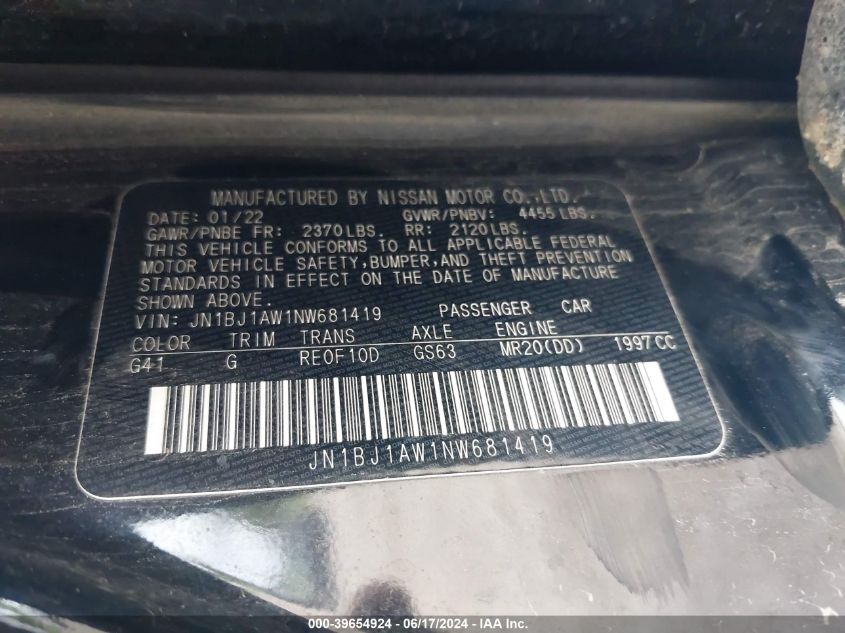 MANUFACTURED BY NISSAN MOTOR CO.,LTD.
DATE: 01/22 GVWR/PNBV: 4455 LBS.
GAWR/PNBE FR: 2370 LBS. RR: 2120 LBS.
THIS VEHICLE CONFORMS TO ALL APPLICABLE FEDERAL
MOTOR VEHICLE SAFETY, BUMPER, AND THEFT PREVENTION
STANDARDS IN EFFECT ON THE DATE OF MANUFACTURE
SHOWN ABOVE.
VIN: JN1BJ1AW1NW681419 PASSENGER CAR
COLOR TRIM TRANS AXLE ENGINE
G41 G RE0F10D GS63 MR20(DD) 1997CC
JN1BJ1AW1NW681419
000-39654924 - 06/17/2024 - IAA Inc.